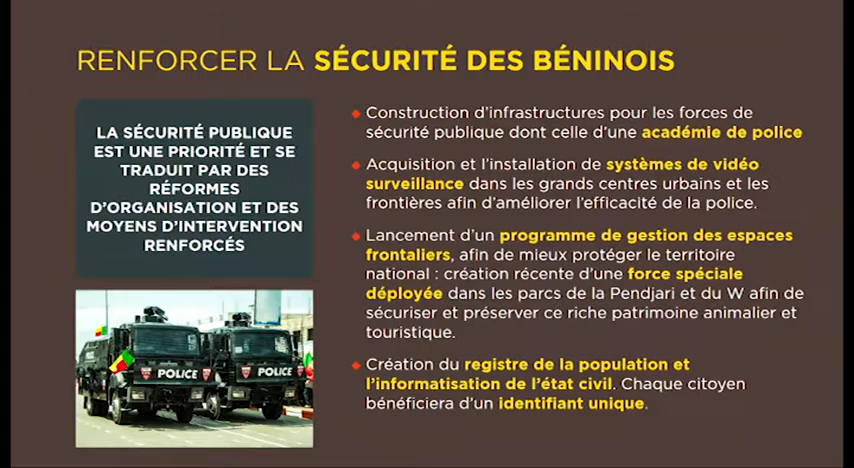 RENFORCER LA SÉCURITÉ DES BÉNINOIS
LA SÉCURITÉ PUBLIQUE
EST UNE PRIORITÉ ET SE
TRADUIT PAR DES
RÉFORMES
D'ORGANISATION ET DES
MOYENS D'INTERVENTION
RENFORCÉS
POLICE
POLICE
Construction d'infrastructures pour les forces de
sécurité publique dont celle d'une académie de police
Acquisition et l'installation de systèmes de vidéo
surveillance dans les grands centres urbains et les
frontières afin d'améliorer l'efficacité de la police.
Lancement d'un programme de gestion des espaces
frontaliers, afin de mieux protéger le territoire
national : création récente d'une force spéciale
déployée dans les parcs de la Pendjari et du W afin de
sécuriser et préserver ce riche patrimoine animalier et
touristique.
Création du registre de la population et
l'informatisation de l'état civil. Chaque citoyen
bénéficiera d'un identifiant unique.